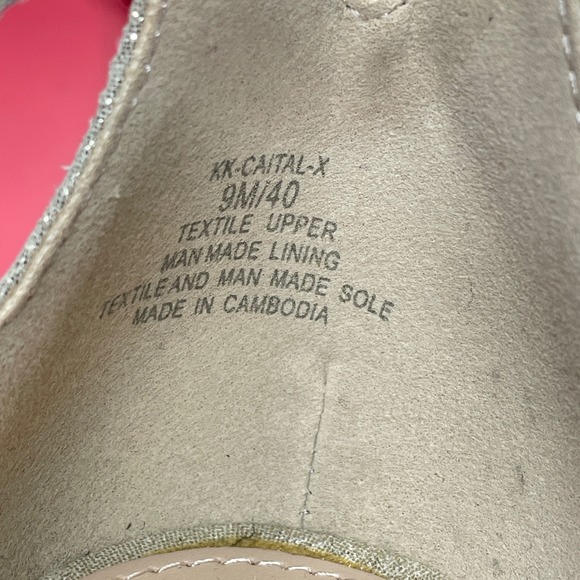 KK-CAITAL-X
9M/40
TEXTILE UPPER
MAN MADE LINING
TEXTILE AND MAN MADE SOLE
MADE IN CAMBODIA